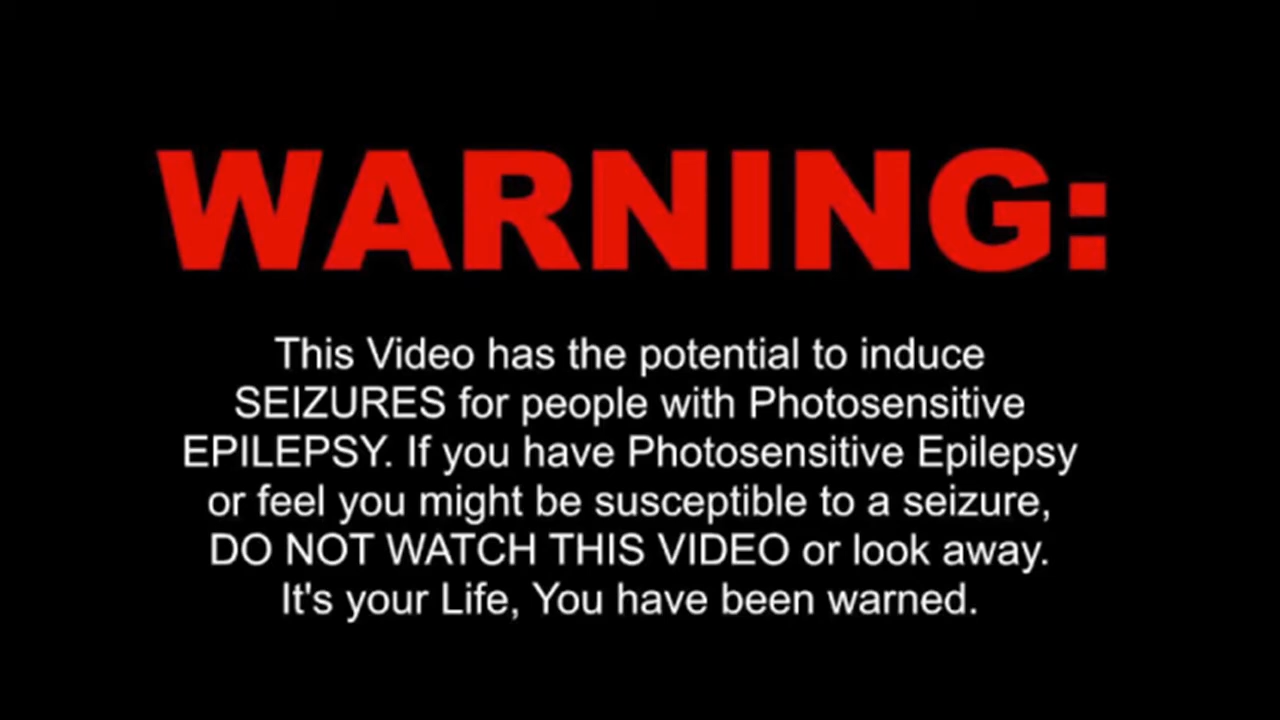 WARNING:
This Video has the potential to induce
SEIZURES for people with Photosensitive
EPILEPSY. If you have Photosensitive Epilepsy
or feel you might be susceptible to a seizure,
DO NOT WATCH THIS VIDEO or look away.
It's your Life, You have been warned.